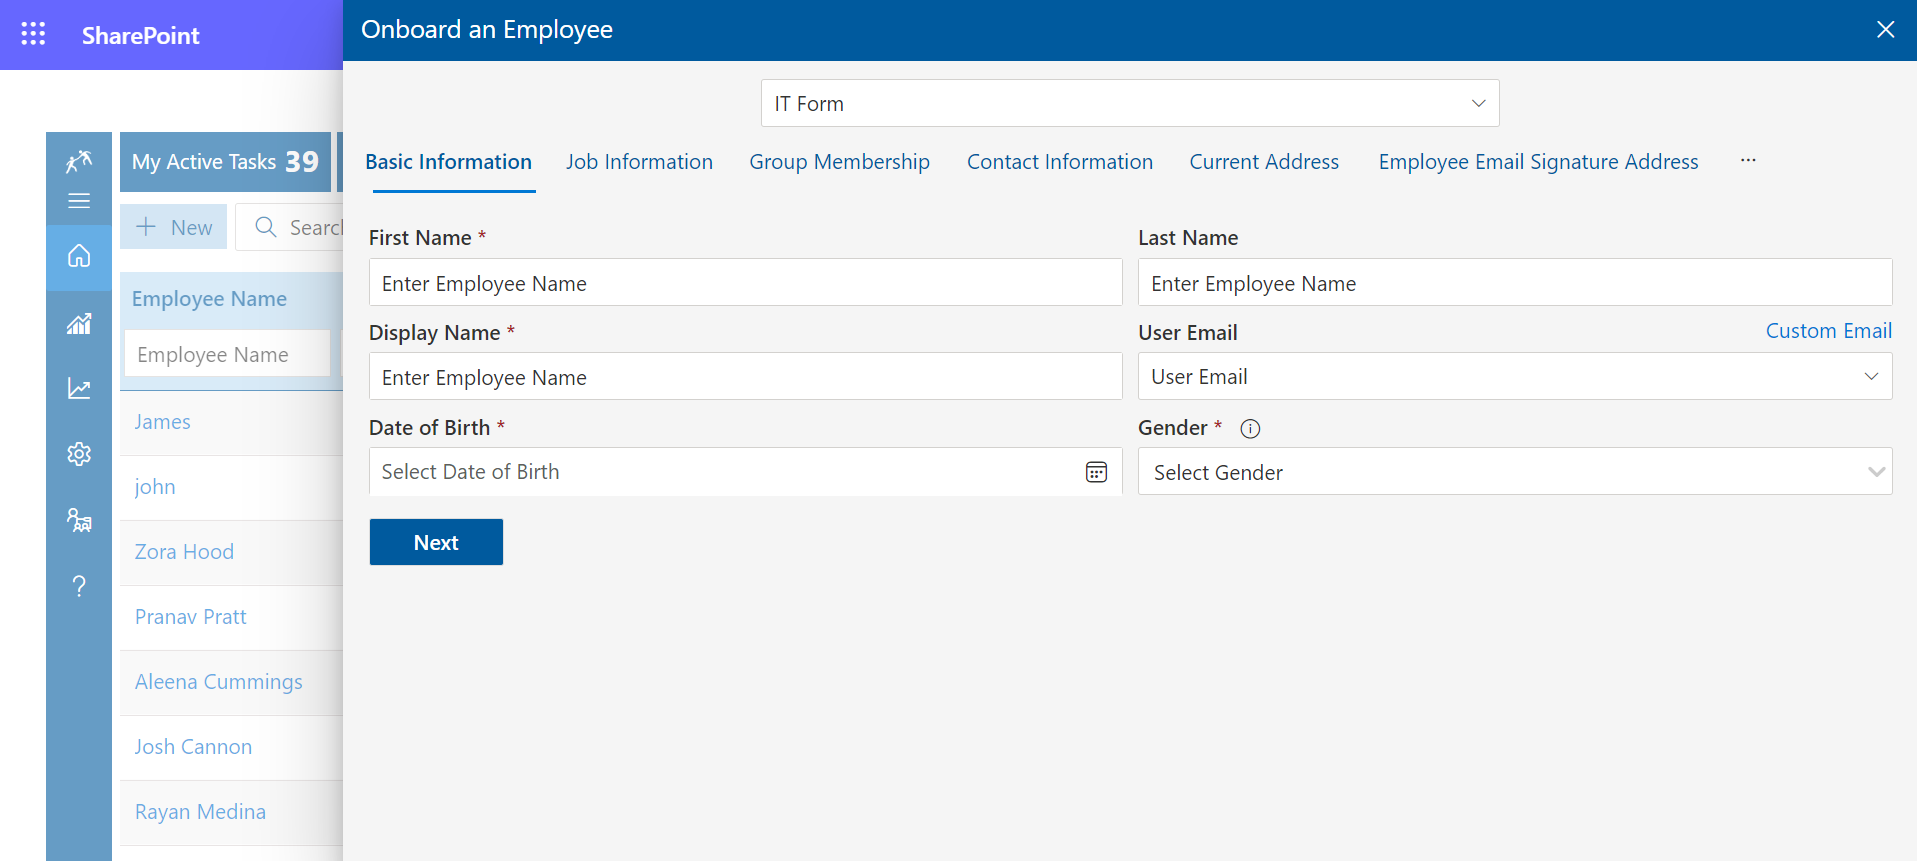 SharePoint
Onboard an Employee
IT Form
My Active Tasks 39
Basic Information Job Information Group Membership Contact Information Current Address Employee Email Signature Address ...
New
Search
Employee Name
Employee Name
James
john
Zora Hood
Pranav Pratt
Aleena Cummings
Josh Cannon
Rayan Medina
First Name * Last Name
Enter Employee Name Enter Employee Name
Display Name * User Email Custom Email
Enter Employee Name User Email
Date of Birth * Gender *
Select Date of Birth Select Gender
Next